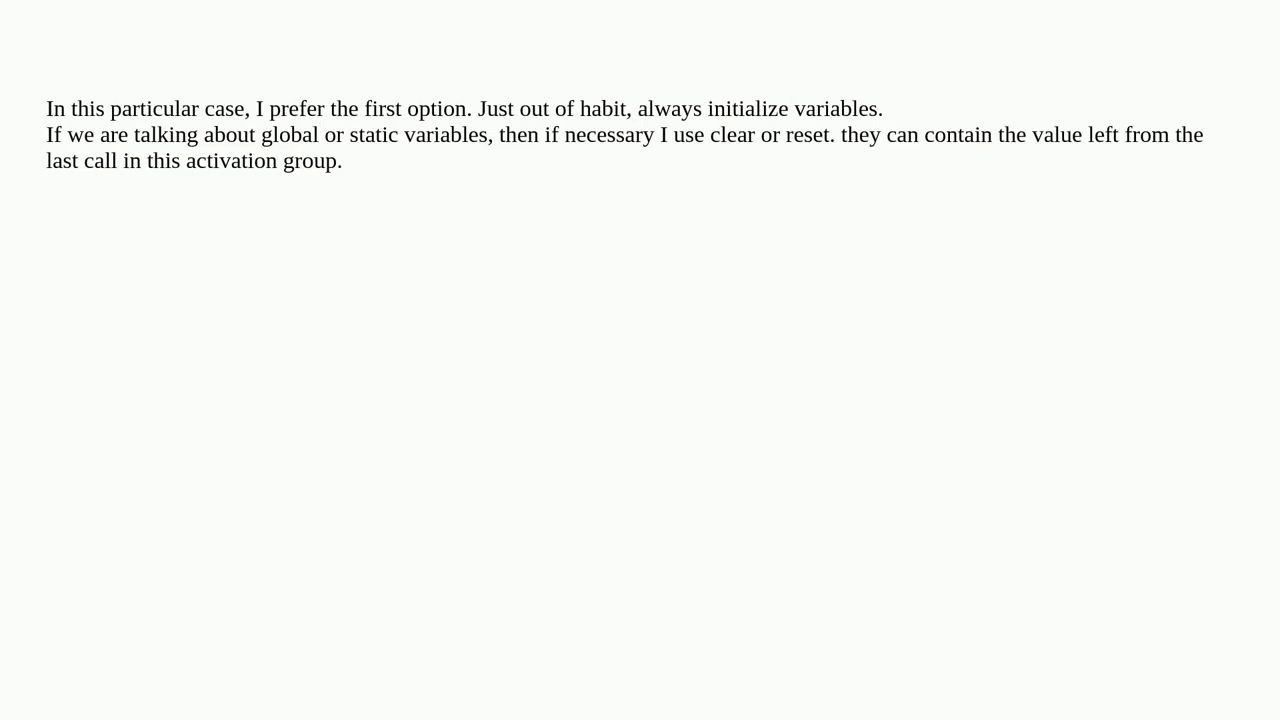 In this particular case, I prefer the first option. Just out of habit, always initialize variables.
If we are talking about global or static variables, then if necessary I use clear or reset. they can contain the value left from the
last call in this activation group.